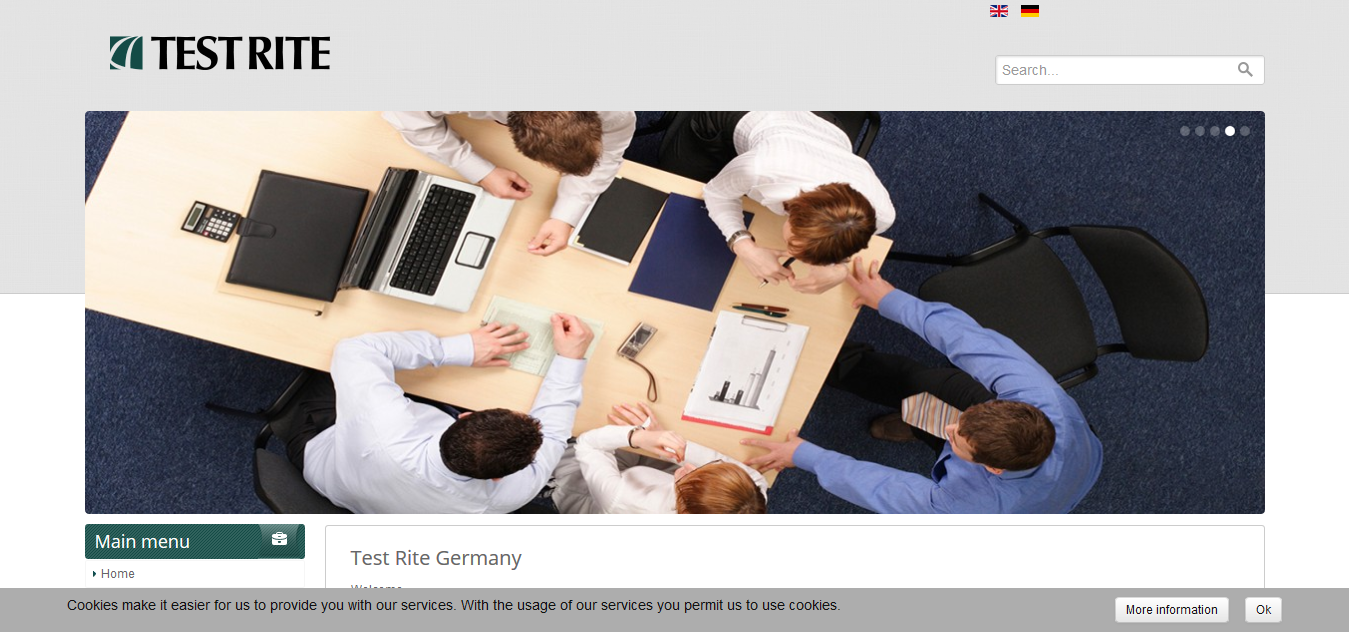 TEST RITE
Search...
Main menu
Home
Test Rite Germany
Welcome
Cookies make it easier for us to provide you with our services. With the usage of our services you permit us to use cookies.
More information
Ok